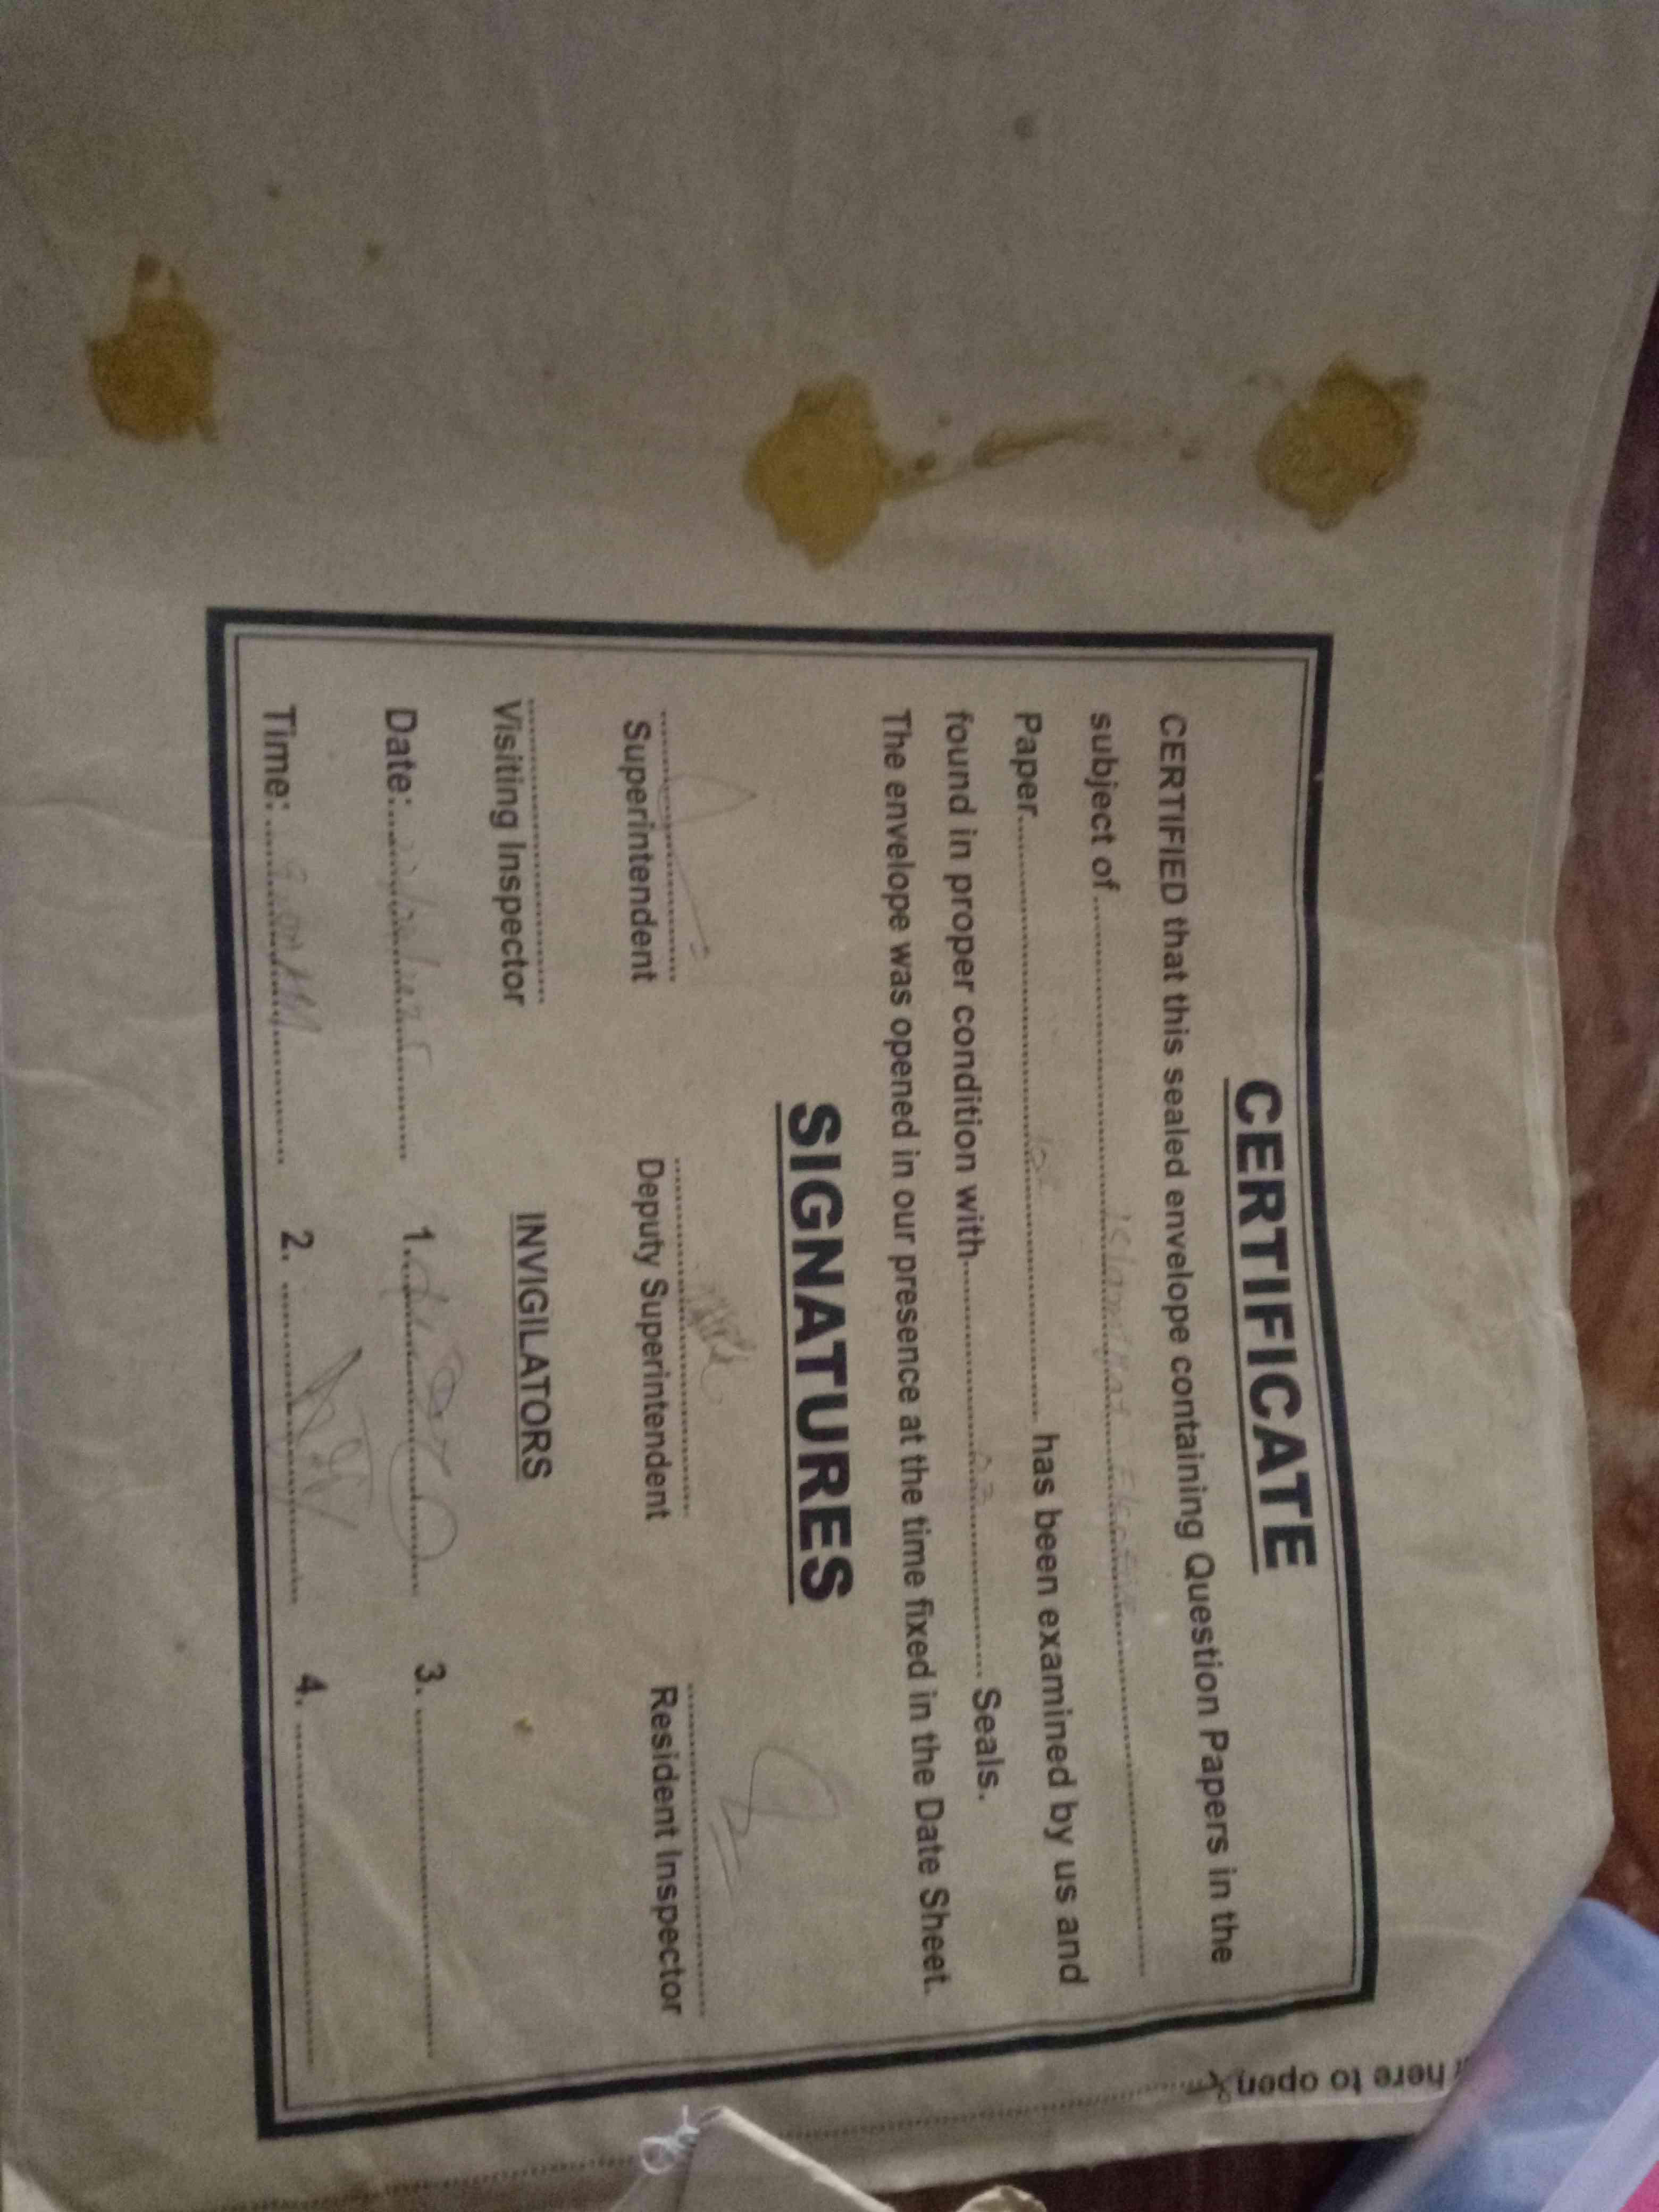 CERTIFICATE
CERTIFIED that this sealed envelope containing Question Papers in the
subject of........................ Elective........................
Paper........................ has been examined by us and
found in proper condition with........................ 03 ........................ Seals.
The envelope was opened in our presence at the time fixed in the Date Sheet.
SIGNATURES
Superintendent Deputy Superintendent Resident Inspector
Visiting Inspector INVIGILATORS
Date:........................ 1......................... 3. ........................
Time:........................ 2. ........................ 4. ........................
here to open